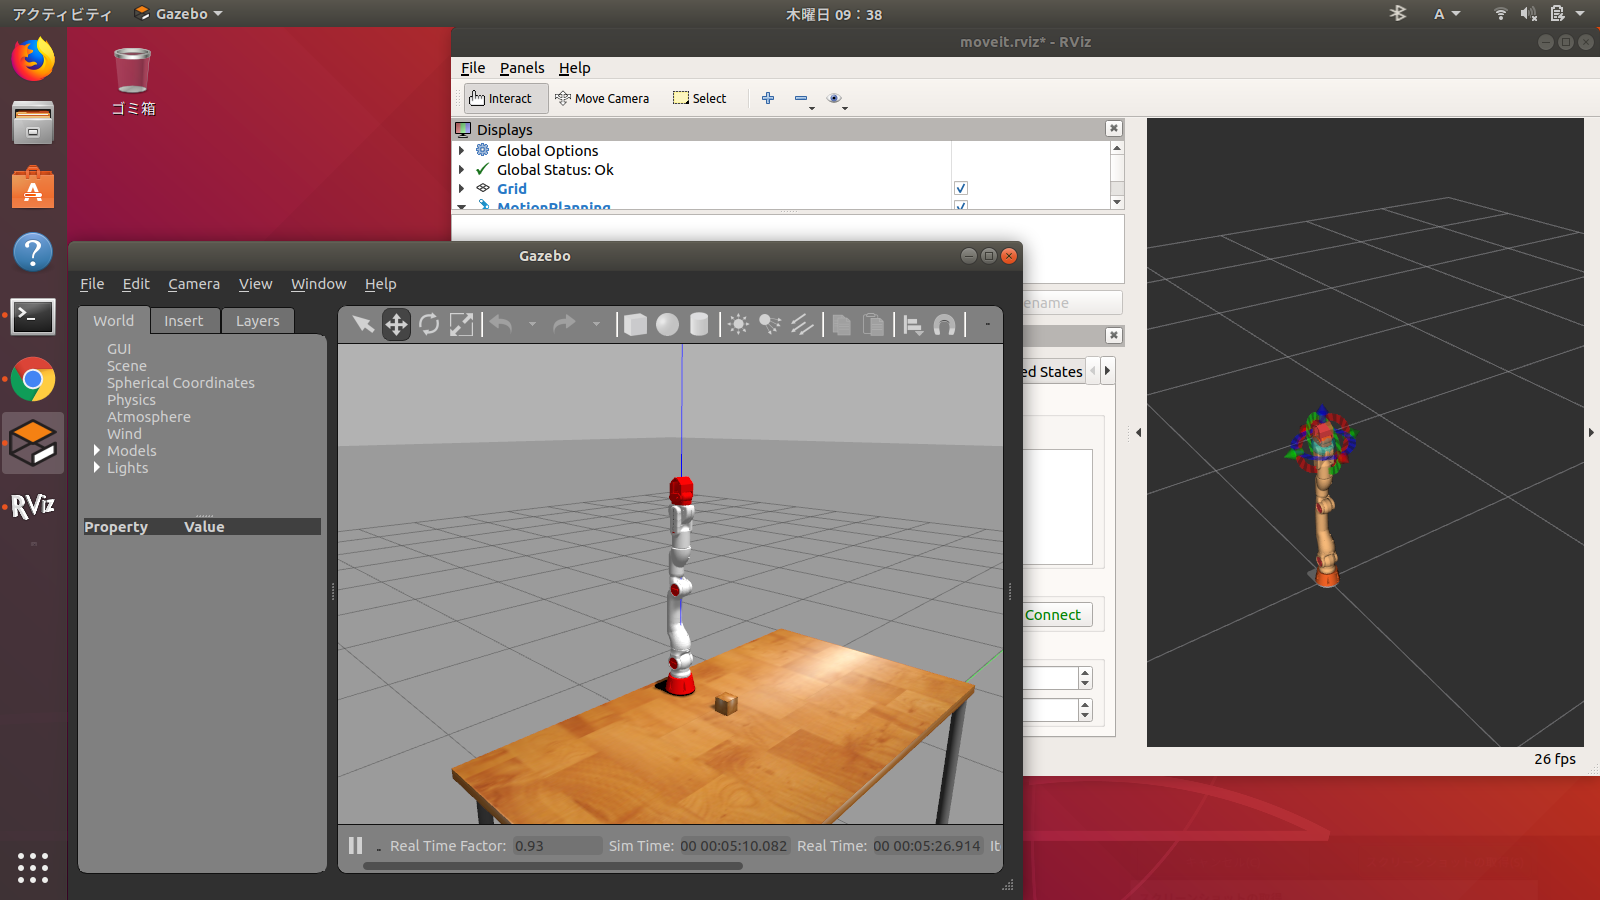 アクティビティ
Gazebo
木曜日 09：38
A
ゴミ箱
moveit.rviz* - RViz
File Panels Help
Interact Move Camera Select
Displays
Global Options
Global Status: Ok
Grid
MotionPlanning
ename
ed States
Connect
26 fps
RViz
Gazebo
File Edit Camera View Window Help
World Insert Layers
GUI
Scene
Spherical Coordinates
Physics
Atmosphere
Wind
Models
Lights
Property Value
Real Time Factor: 0.93 Sim Time: 00 00:05:10.082 Real Time: 00 00:05:26.914 It